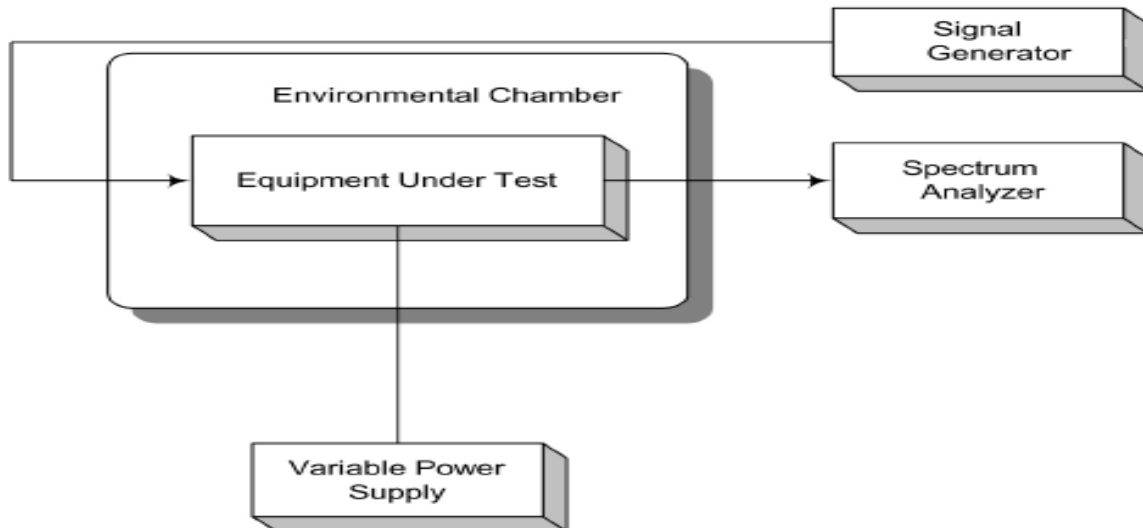 Signal
Generator
Environmental Chamber
Equipment Under Test
Spectrum
Analyzer
Variable Power
Supply